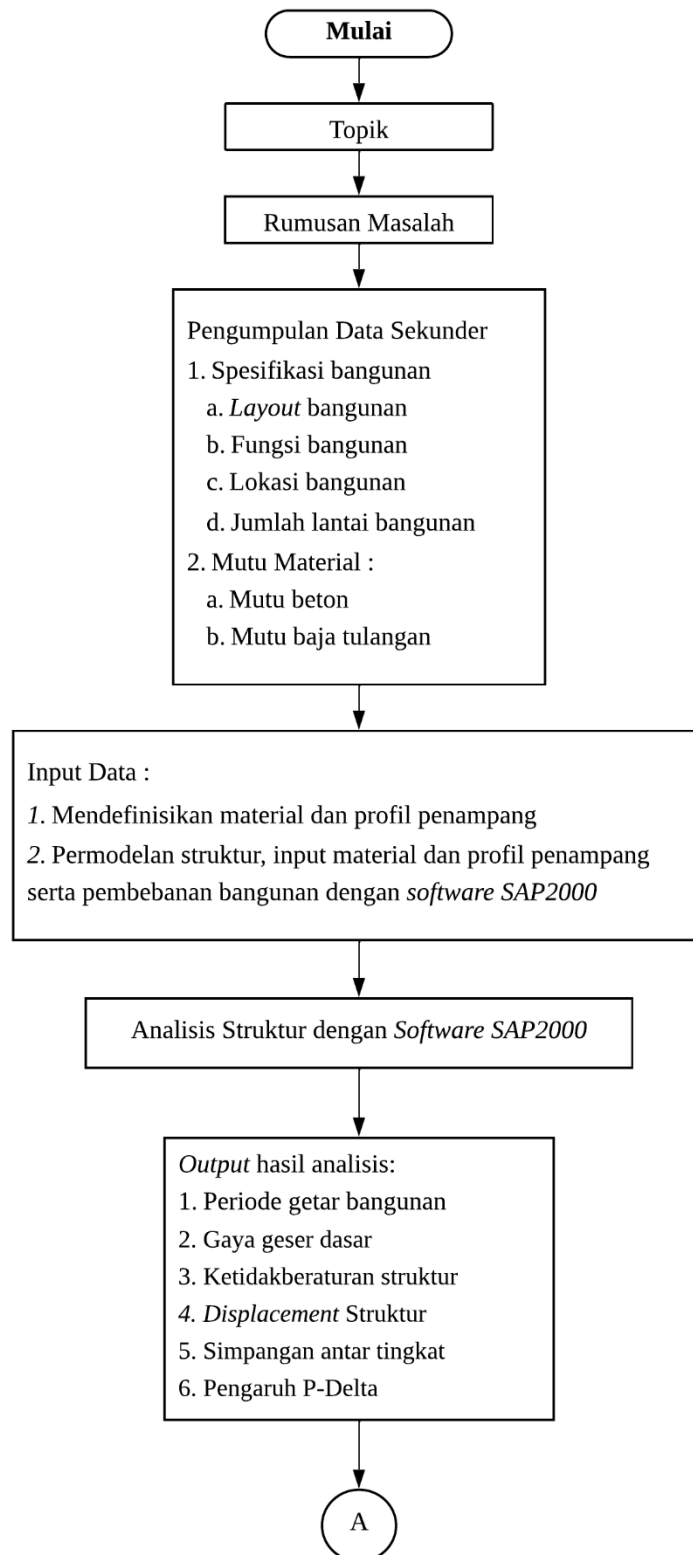 Mulai
Topik
Rumusan Masalah
Pengumpulan Data Sekunder
1. Spesifikasi bangunan
a. Layout bangunan
b. Fungsi bangunan
c. Lokasi bangunan
d. Jumlah lantai bangunan
2. Mutu Material :
a. Mutu beton
b. Mutu baja tulangan
Input Data :
1. Mendefinisikan material dan profil penampang
2. Permodelan struktur, input material dan profil penampang
serta pembebanan bangunan dengan software SAP2000
Analisis Struktur dengan Software SAP2000
Output hasil analisis:
1. Periode getar bangunan
2. Gaya geser dasar
3. Ketidakberaturan struktur
4. Displacement Struktur
5. Simpangan antar tingkat
6. Pengaruh P-Delta
A